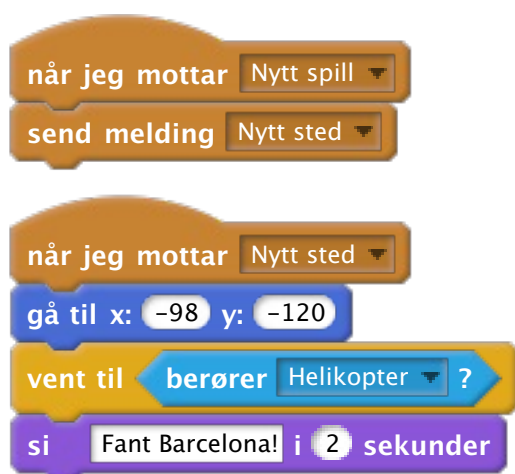 når jeg mottar Nytt spill
send melding Nytt sted
når jeg mottar Nytt sted
gå til x: -98 y: -120
vent til berører Helikopter ?
si Fant Barcelona! i 2 sekunder